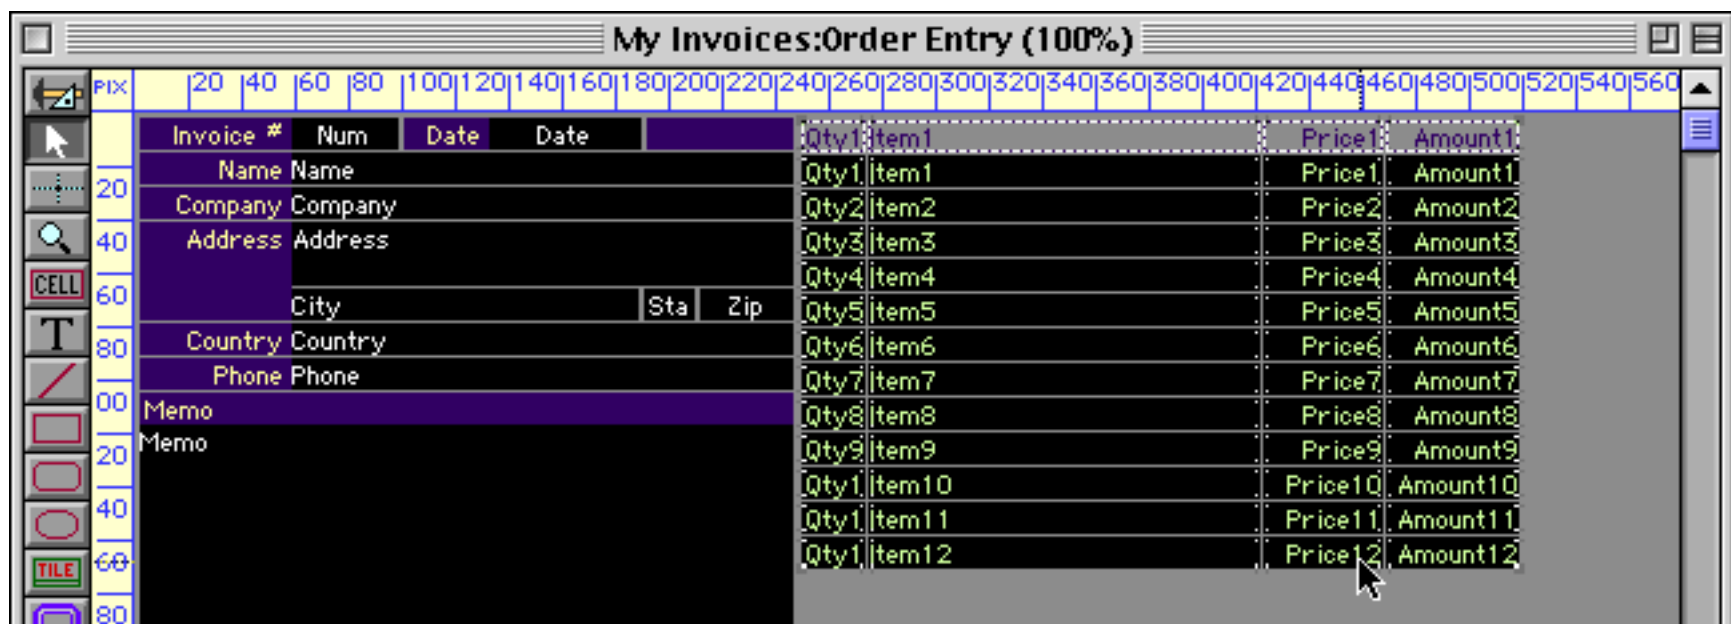 My Invoices:Order Entry (100%)
PIX |20 |40 |60 |80 |100|120|140|160|180|200|220|240|260|280|300|320|340|360|380|400|420|440|460|480|500|520|540|560
Invoice # Num Date Date Qty1 Item1 Price1 Amount1
Name Name Qty1 Item1 Price1 Amount1
20
Company Company Qty2 Item2 Price2 Amount2
40 Address Address Qty3 Item3 Price3 Amount3
CELL Qty4 Item4 Price4 Amount4
60 City Sta Zip Qty5 Item5 Price5 Amount5
T 80 Country Country Qty6 Item6 Price6 Amount6
Phone Phone Qty7 Item7 Price7 Amount7
00 Memo Qty8 Item8 Price8 Amount8
20 Memo Qty9 Item9 Price9 Amount9
Qty1 Item10 Price10 Amount10
40 Qty1 Item11 Price11 Amount11
TILE 60 Qty1 Item12 Price12 Amount12
80